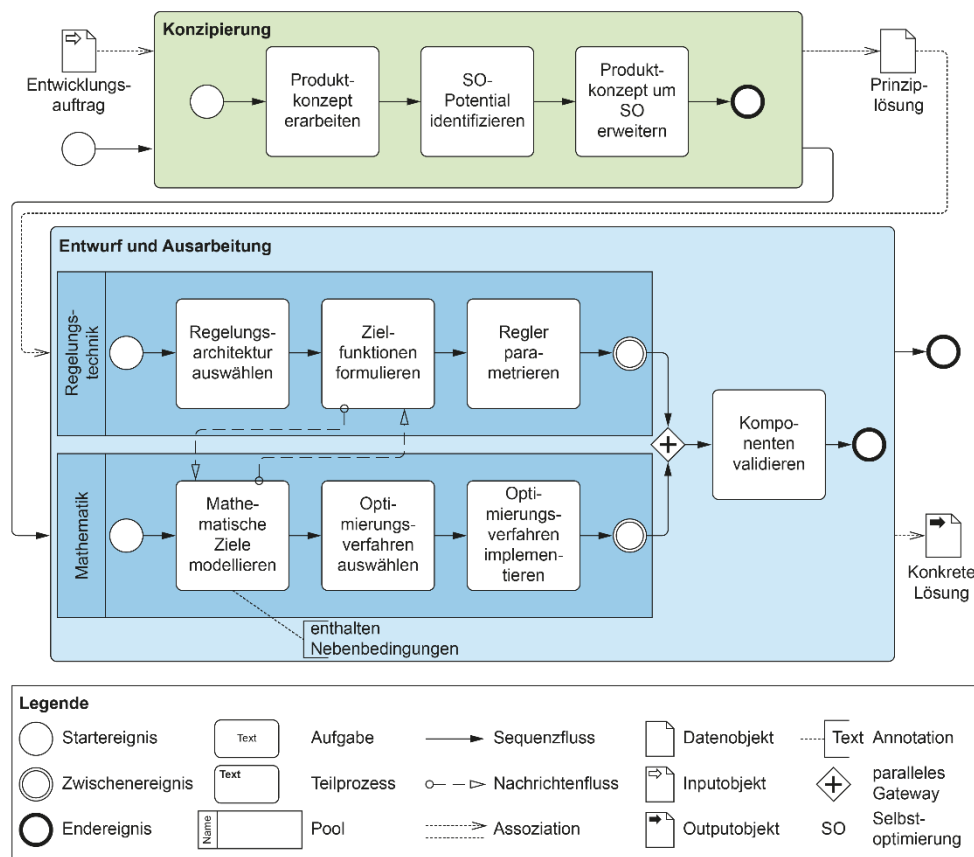 Konzipierung
Entwicklungs-
auftrag
Produkt-
konzept
erarbeiten
SO-
Potential
identifizieren
Produkt-
konzept um
SO
erweitern
Prinzip-
lösung
Entwurf und Ausarbeitung
Regelungs-
technik
Regelungs-
architektur
auswählen
Ziel-
funktionen
formulieren
Regler
para-
metrieren
Kompo-
nenten
validieren
Mathematik
Mathe-
matische
Ziele
modellieren
Optim-
ierungs-
verfahren
auswählen
Opti-
mierungs-
verfahren
implemen-
tieren
Konkrete
Lösung
enthalten
Nebenbedingungen
Legende
Startereignis
Text
Aufgabe
Sequenzfluss
Datenobjekt
Text
Annotation
Zwischenereignis
Text
Teilprozess
Nachrichtenfluss
Inputobjekt
paralleles
Gateway
Endereignis
Name
Pool
Assoziation
Outputobjekt
SO
Selbst-
optimierung